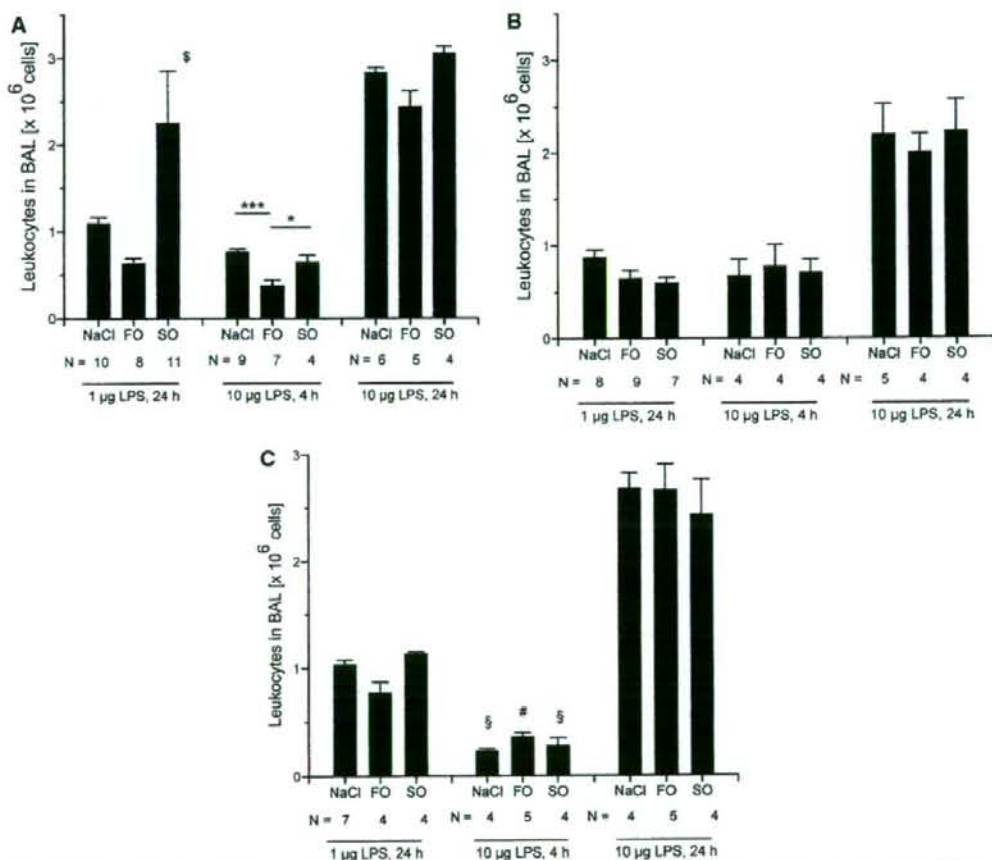 A
Leukocytes in BAL [x 10^6 cells]
3
2
1
0
$
***
*
NaCl FO SO NaCl FO SO NaCl FO SO
N = 10 8 11 N = 9 7 4 N = 6 5 4
1 µg LPS, 24 h 10 µg LPS, 4 h 10 µg LPS, 24 h
B
Leukocytes in BAL [x 10^6 cells]
3
2
1
0
NaCl FO SO NaCl FO SO NaCl FO SO
N = 8 9 7 N = 4 4 4 N = 5 4 4
1 µg LPS, 24 h 10 µg LPS, 4 h 10 µg LPS, 24 h
C
Leukocytes in BAL [x 10^6 cells]
3
2
1
0
§ # §
NaCl FO SO NaCl FO SO NaCl FO SO
N = 7 4 4 N = 4 5 4 N = 4 5 4
1 µg LPS, 24 h 10 µg LPS, 4 h 10 µg LPS, 24 h